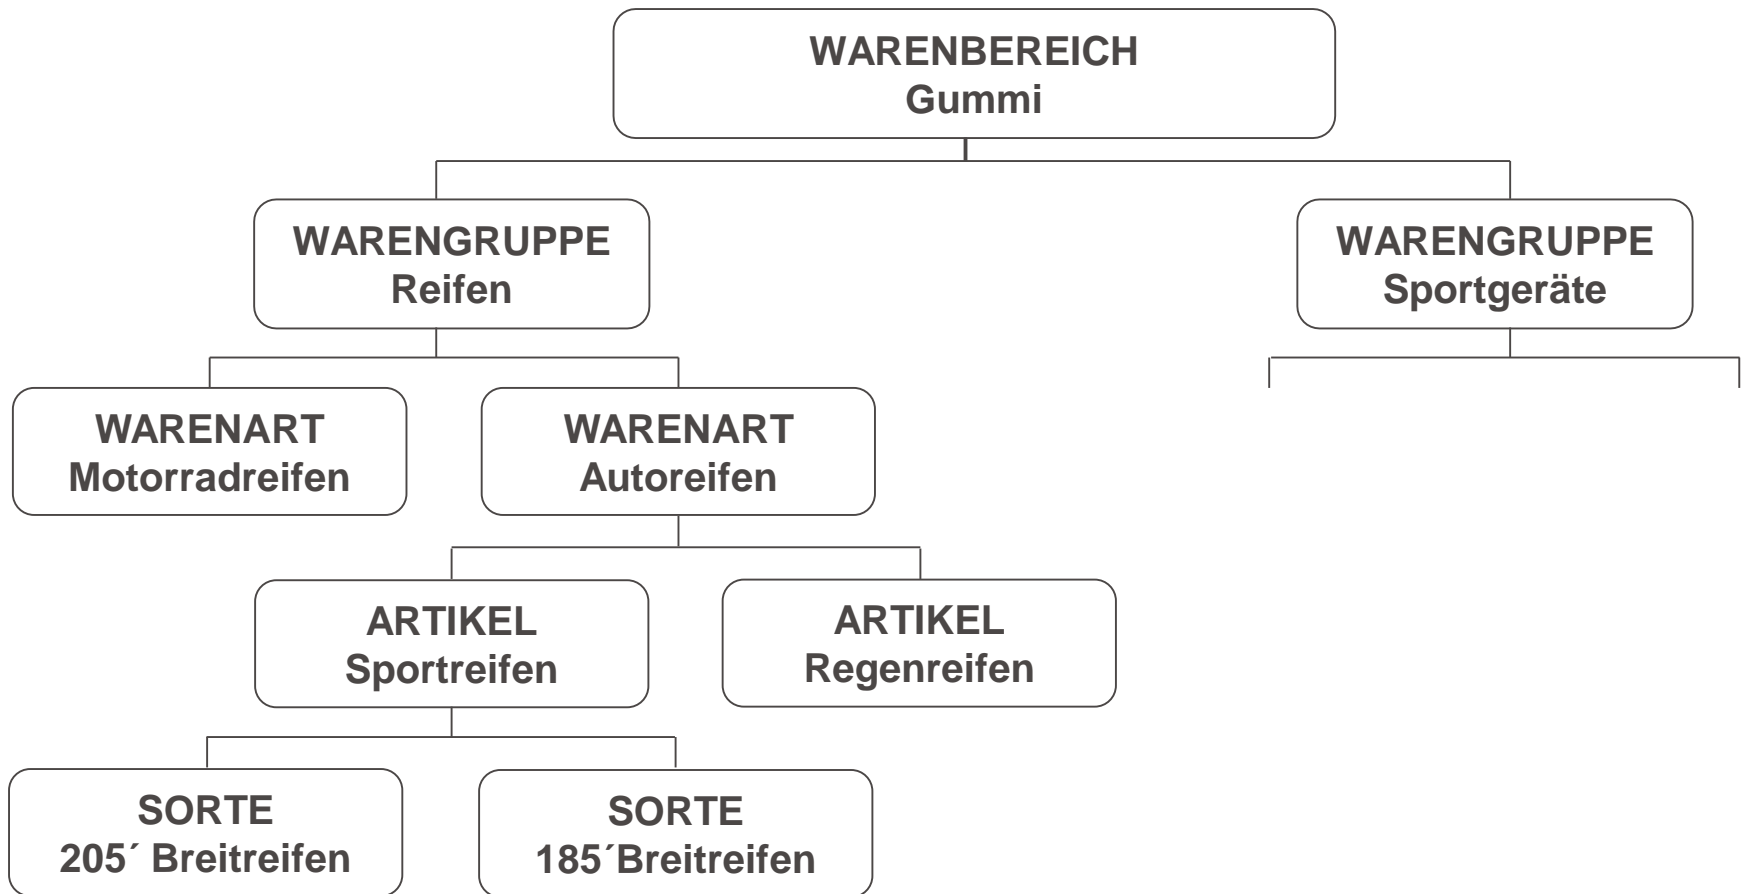 WARENBEREICH
Gummi
WARENGRUPPE
Reifen
WARENGRUPPE
Sportgeräte
WARENART
Motorradreifen
WARENART
Autoreifen
ARTIKEL
Sportreifen
ARTIKEL
Regenreifen
SORTE
205´ Breitreifen
SORTE
185´Breitreifen